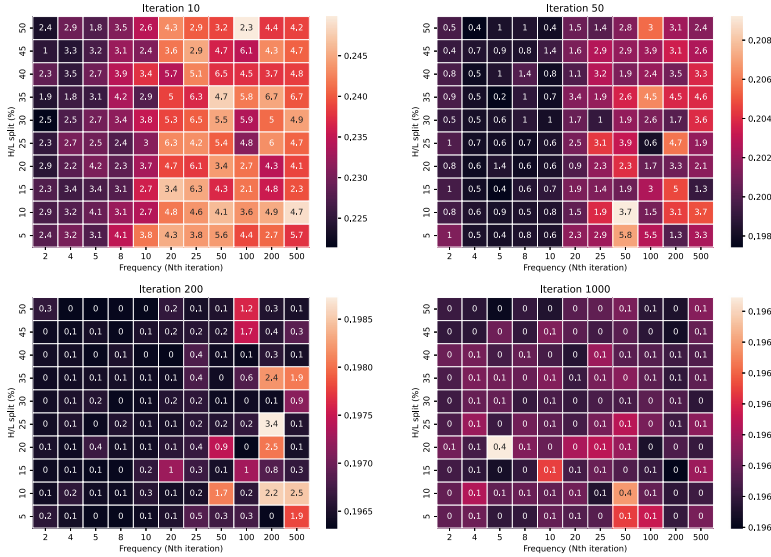 Iteration 10
H/L split (%)
50 2.4 2.9 1.8 3.5 2.6 4.3 2.9 3.2 2.3 4.4 2.2
45 1 3.3 3.2 3.1 2.4 3.6 2.9 4.7 6.1 4.3 4.7
40 2.3 3.5 2.7 3.9 3.4 5.7 5.1 6.5 4.5 3.7 4.8
35 1.9 1.8 3.1 4.2 2.9 5 6.3 4.7 5.8 6.7 6.7
30 2.5 2.5 2.7 3.4 3.8 5.3 6.5 5.5 5.9 5 4.9
25 2.3 2.7 2.5 2.4 3 6.3 4.2 5.4 4.8 6 4.7
20 2.9 2.2 4.2 2.3 3.7 4.7 6.1 3.4 2.7 4.3 4.1
15 2.3 3.4 3.4 3.1 2.7 3.4 6.3 4.3 2.1 4.8 2.3
10 2.9 3.2 4.1 3.1 2.7 4.8 4.6 4.1 3.6 4.9 4.7
5 2.4 3.2 3.1 4.1 3.8 4.3 3.8 5.6 4.4 2.7 5.7
2 4 5 8 10 20 25 50 100 200 500
Frequency (Nth iteration)
0,245
0,240
0,235
0,230
0,225
Iteration 50
H/L split (%)
50 0.5 0.4 1 1 0.4 1.5 1.4 2.8 3 3.1 2.4
45 0.4 0.7 0.9 0.8 1 1.6 2.9 2.9 3.9 3.1 2.6
40 0.8 0.5 1 1.4 0.8 1.1 3.2 1.9 2.4 3.5 3.3
35 0.9 0.5 0.2 1 0.7 3.4 1.9 2.6 4.5 4.5 4.6
30 0.8 0.5 0.6 1 1 1.7 1 1.9 2.6 1.7 3.6
25 1 0.7 0.6 0.6 0.6 2.5 3.1 3.9 0.6 4.7 1.9
20 0.8 0.6 1.4 0.6 0.8 0.9 2.3 2.3 1.7 3.3 2.1
15 1 0.5 0.4 0.6 0.7 1.9 1.4 1.9 3 5 1.3
10 0.8 0.6 0.9 0.5 0.6 1.5 1.9 3.7 1.5 3.1 3.7
5 1 0.5 0.4 0.8 0.6 2.3 2.9 5.8 5.5 1.3 3.3
2 4 5 8 10 20 25 50 100 200 500
Frequency (Nth iteration)
0,208
0,206
0,204
0,202
0,200
0,198
Iteration 200
H/L split (%)
50 0.3 0 0 0 0 0.2 0.1 0.1 1.2 0.3 0.1
45 0 0.1 0.1 0 0.1 0.2 0.2 0.1 1.7 0.4 0.3
40 0 0.1 0 0 0 0 0.4 0.1 0.1 0.3 0.1
35 0 0.1 0.1 0.1 0.1 0.1 0.4 0 0.6 2.4 1.9
30 0 0.1 0.2 0 0.1 0.2 0.1 0.2 0.1 0.1 0.9
25 0 0.1 0 0.1 0.1 0.2 0.2 0.2 0.3 3.4 0.1
20 0.1 0.1 0.4 0.1 0.1 0.2 0.4 0.9 0 2.5 0.1
15 0 0.1 0 0.1 0.2 1 0.3 0.1 1 0.8 0.3
10 0.1 0.2 0 0.1 0.1 0.2 0.3 1.7 0.2 2.2 2.5
5 0.2 0.1 0 0.1 0.1 0.2 0.1 0.3 0.3 0 1.9
2 4 5 8 10 20 25 50 100 200 500
Frequency (Nth iteration)
0,1985
0,1980
0,1975
0,1970
0,1965
Iteration 1000
H/L split (%)
50 0 0 0 0 0 0 0 0.1 0 0 0.1
45 0 0 0.1 0 0.1 0 0 0.1 0 0 0.1
40 0 0.1 0 0.1 0 0 0.1 0 0 0 0
35 0 0.1 0 0.1 0.1 0 0.1 0 0.1 0.1 0.1
30 0 0 0 0 0 0 0 0.1 0 0 0
25 0 0.1 0 0 0 0 0 0.1 0.1 0 0.1
20 0.1 0.1 0.4 0.1 0 0.1 0.1 0.1 0 0 0
15 0.1 0 0 0 0.1 0.1 0 0.1 0 0 0.1
10 0 0.1 0 0.1 0.1 0.1 0.1 0.4 0 0.1 0
5 0 0.1 0 0 0 0 0 0.1 0.1 0 0
2 4 5 8 10 20 25 50 100 200 500
Frequency (Nth iteration)
0,196
0,196
0,196
0,196
0,196
0,196
0,196
0,196
0,196